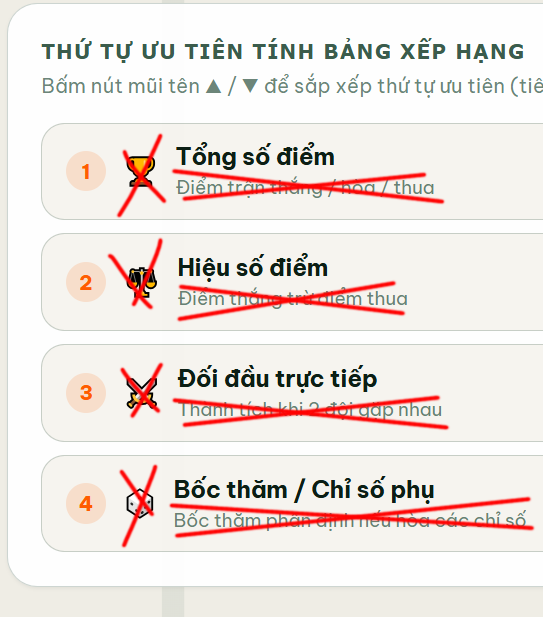 THỨ TỰ ƯU TIÊN TÍNH BẢNG XẾP HẠNG
Bấm nút mũi tên ▲ / ▼ để sắp xếp thứ tự ưu tiên (tiê
1
Tổng số điểm
Điểm trận thắng / hòa / thua
2
Hiệu số điểm
Điểm thắng trừ điểm thua
3
Đối đầu trực tiếp
Thành tích khi 2 đội gặp nhau
4
Bốc thăm / Chỉ số phụ
Bốc thăm phân định nếu hòa các chỉ số